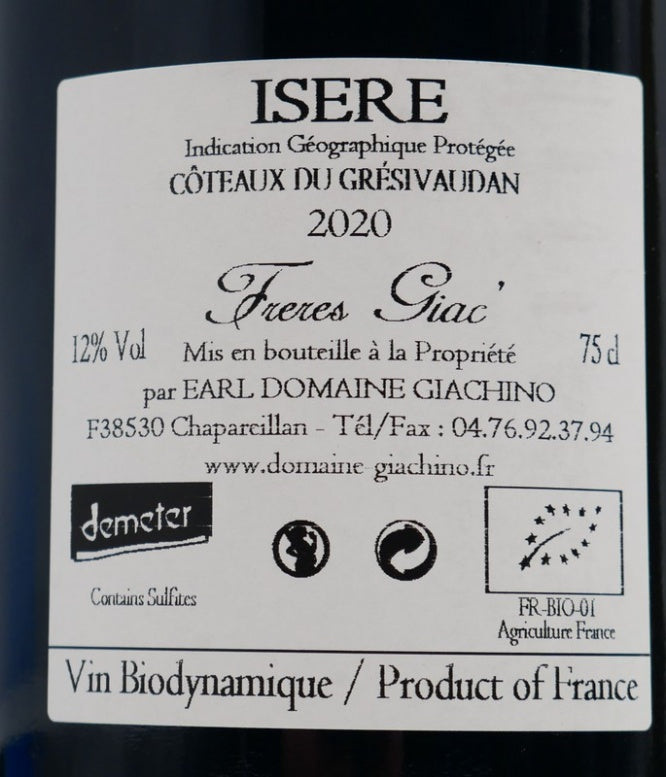 ISERE
Indication Géographique Protégée
CÔTEAUX DU GRÉSIVAUDAN
2020
Freres Giac'
12% Vol
Mis en bouteille à la Propriété
75 cl
par EARL DOMAINE GIACHINO
F38530 Chapareillan - Tél/Fax : 04.76.92.37.94
www.domaine-giachino.fr
demeter
Contains Sulfites
FR-BIO-01
Agriculture France
Vin Biodynamique / Product of France